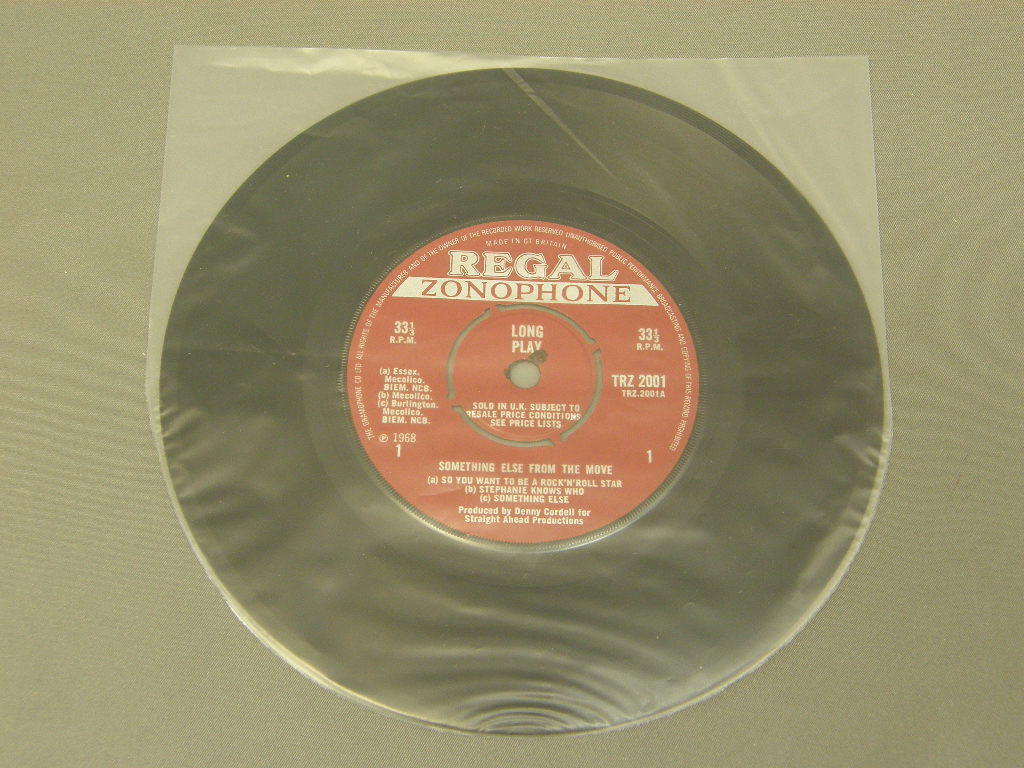 THE GRAMOPHONE CO LTD ALL RIGHTS OF THE MANUFACTURER AND OF THE OWNER OF THE RECORDED WORK RESERVED UNAUTHORISED PUBLIC PERFORMANCE BROADCASTING AND COPYING OF THIS RECORD PROHIBITED
MADE IN GT BRITAIN
REGAL
ZONOPHONE
33⅓
R.P.M.
LONG
PLAY
33⅓
R.P.M.
(a) Essex.
Mecolico.
BIEM. NCB.
(b) Mecolico.
(c) Burlington.
Mecolico.
BIEM. NCB.
TRZ 2001
TRZ.2001A
SOLD IN U.K. SUBJECT TO
RESALE PRICE CONDITIONS
SEE PRICE LISTS
℗ 1968
1
1
SOMETHING ELSE FROM THE MOVE
(a) SO YOU WANT TO BE A ROCK'N'ROLL STAR
(b) STEPHANIE KNOWS WHO
(c) SOMETHING ELSE
Produced by Denny Cordell for
Straight Ahead Productions